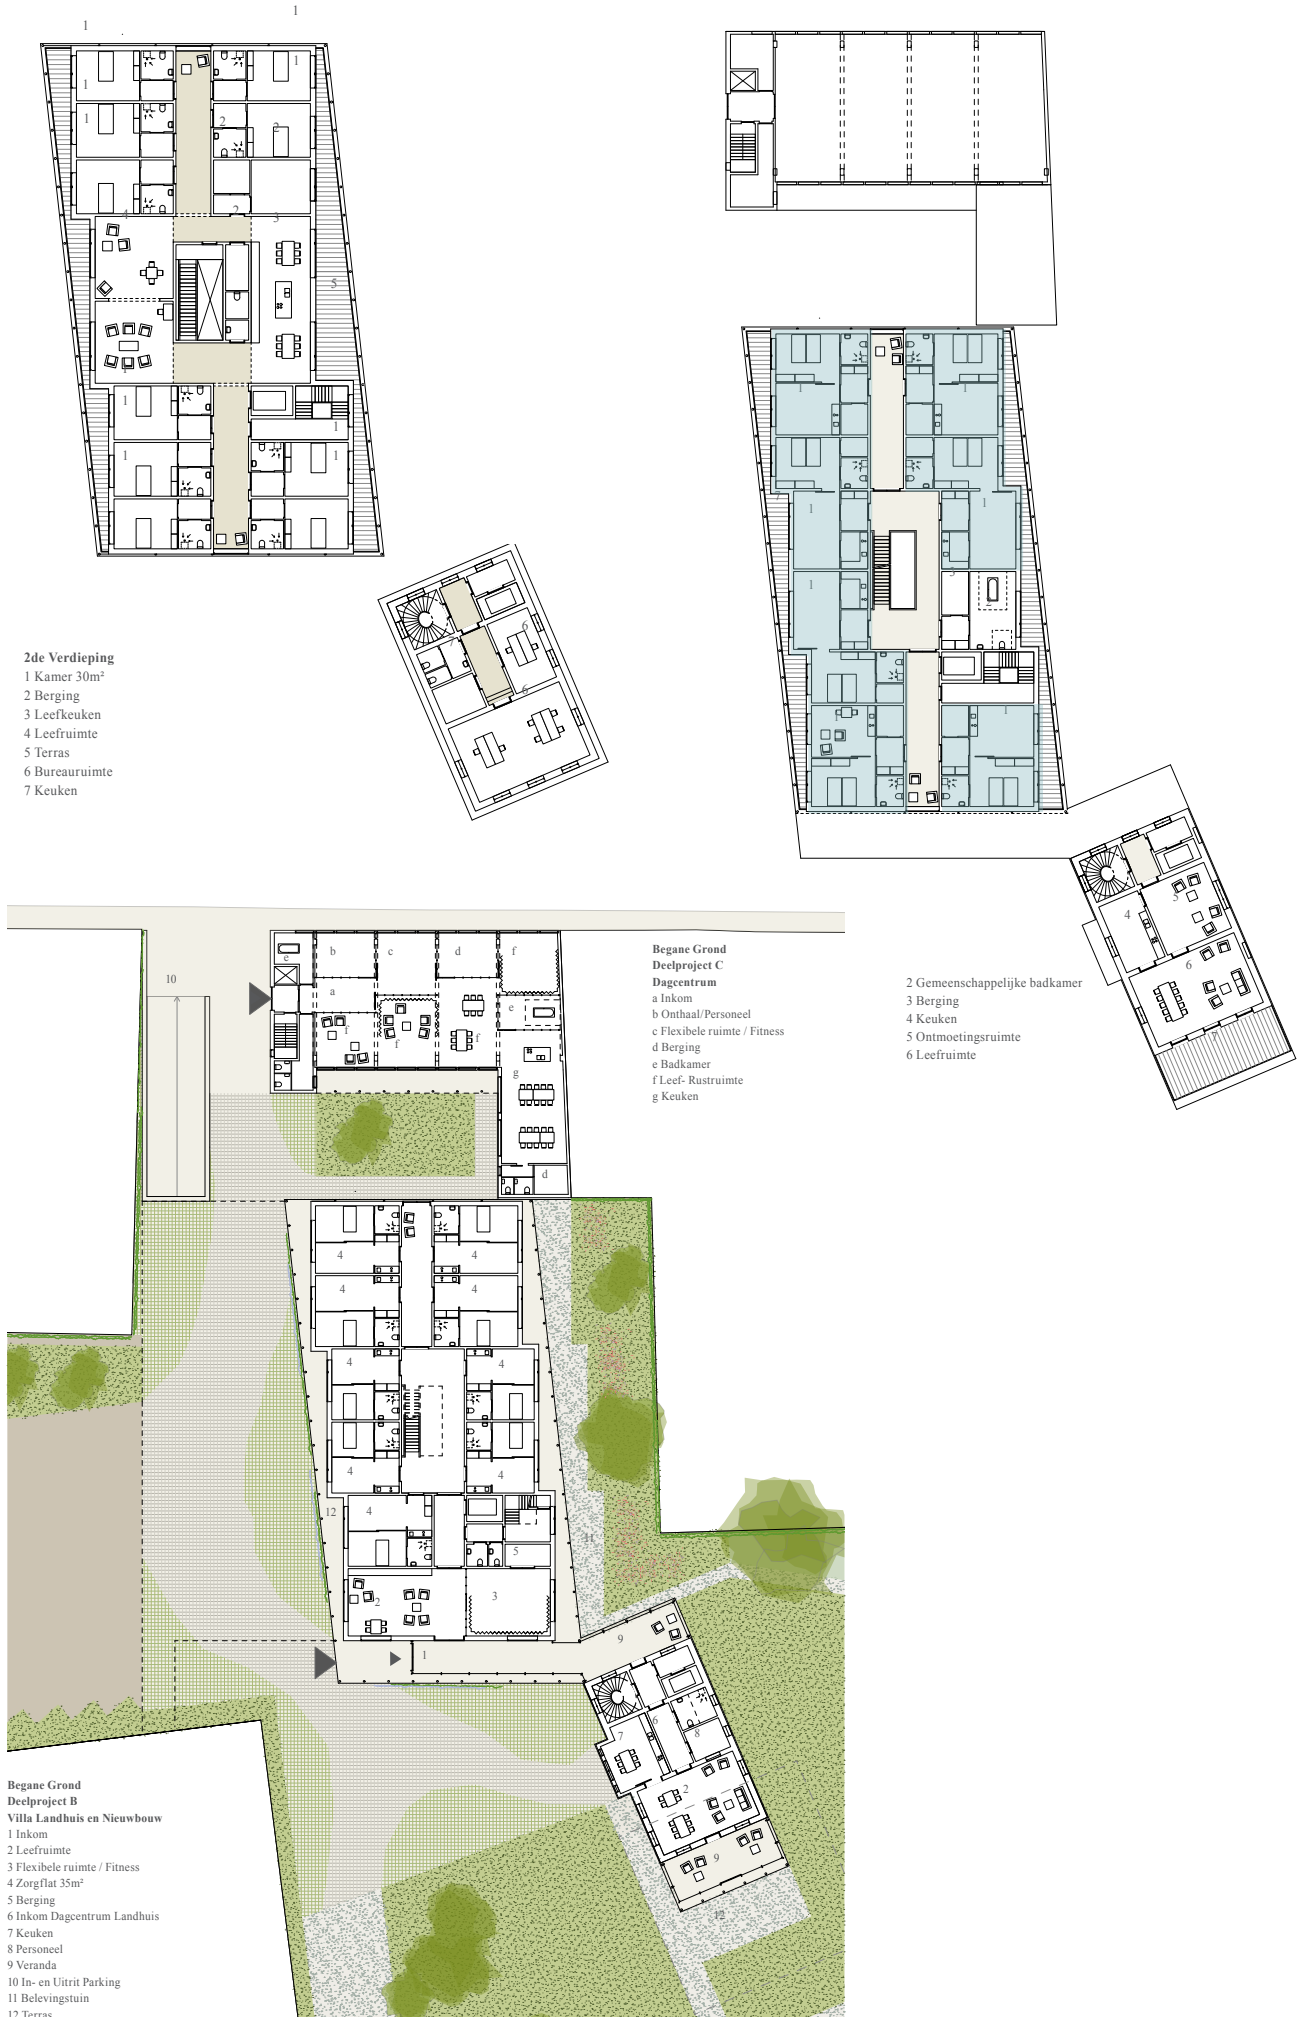 2de Verdieping
1 Kamer 30m²
2 Berging
3 Leefkeuken
4 Leefruimte
5 Terras
6 Bureauruimte
7 Keuken
Begane Grond
Deelproject C
Dagcentrum
a Inkom
b Onthaal/Personeel
c Flexibele ruimte / Fitness
d Berging
e Badkamer
f Leef- Rustruimte
g Keuken
2 Gemeenschappelijke badkamer
3 Berging
4 Keuken
5 Ontmoetingsruimte
6 Leefruimte
Begane Grond
Deelproject B
Villa Landhuis en Nieuwbouw
1 Inkom
2 Leefruimte
3 Flexibele ruimte / Fitness
4 Zorgflat 35m²
5 Berging
6 Inkom Dagcentrum Landhuis
7 Keuken
8 Personeel
9 Veranda
10 In- en Uitrit Parking
11 Belevingstuin
12 Terras